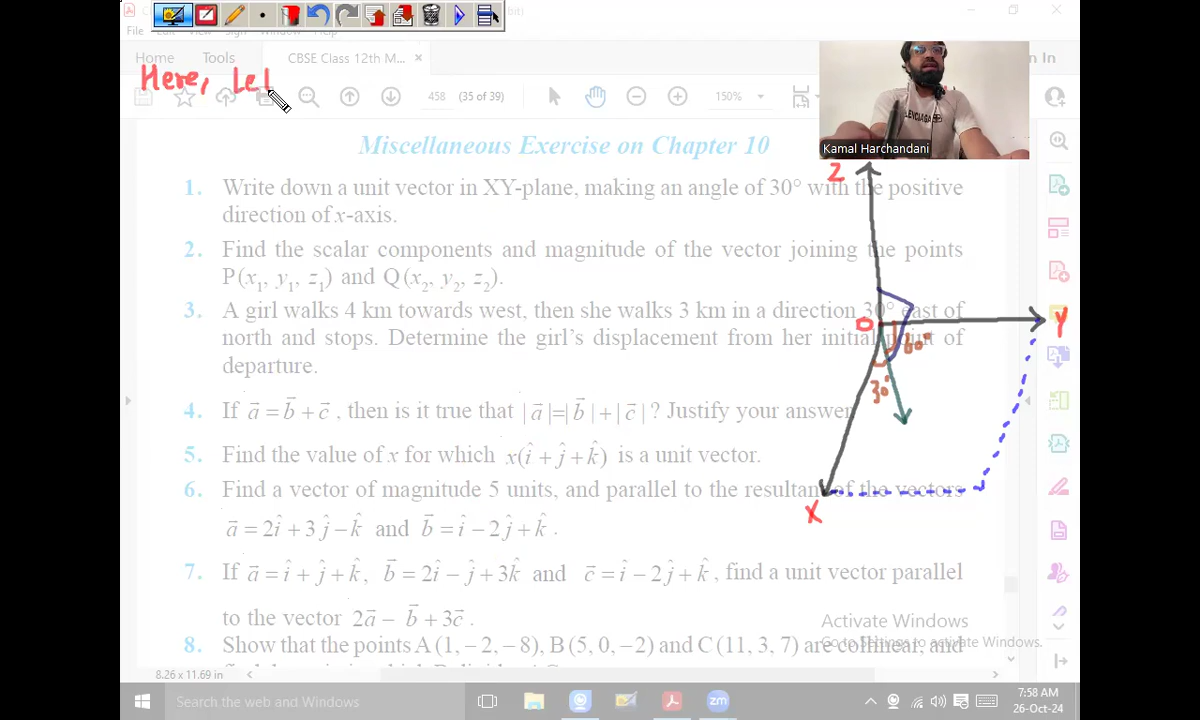 File
Home Tools CBSE Class 12th M... ×
Here, Let
458 (35 of 39) 150%
Kamal Harchandani
Miscellaneous Exercise on Chapter 10
1. Write down a unit vector in XY-plane, making an angle of 30° with the positive
direction of x-axis.
2. Find the scalar components and magnitude of the vector joining the points
P(x₁, y₁, z₁) and Q(x₂, y₂, z₂).
3. A girl walks 4 km towards west, then she walks 3 km in a direction 30° east of
north and stops. Determine the girl's displacement from her initial point of
departure.
4. If a⃗ = b⃗ + c⃗, then is it true that |a⃗|=|b⃗|+|c⃗|? Justify your answer
5. Find the value of x for which x(î + ĵ + k̂) is a unit vector.
6. Find a vector of magnitude 5 units, and parallel to the resultant of the vectors
a⃗ = 2î + 3ĵ − k̂ and b⃗ = î − 2ĵ + k̂.
7. If a⃗ = î + ĵ + k̂, b⃗ = 2î − ĵ + 3k̂ and c⃗ = î − 2ĵ + k̂, find a unit vector parallel
to the vector 2a⃗ − b⃗ + 3c⃗.
8. Show that the points A (1, −2, −8), B (5, 0, −2) and C (11, 3, 7) are collinear, and
Z
O
Y
60°
30°
X
Activate Windows
Go to Settings to activate Windows.
8.26 x 11.69 in
Search the web and Windows
zm
7:58 AM
26-Oct-24